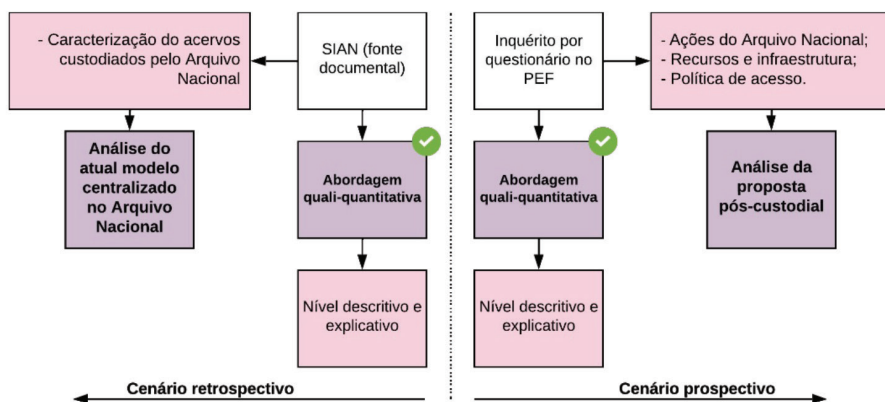 - Caracterização do acervos
custodiados pelo Arquivo
Nacional
SIAN (fonte
documental)
Inquérito por
questionário no
PEF
- Ações do Arquivo Nacional;
- Recursos e infraestrutura;
- Política de acesso.
Análise do
atual modelo
centralizado
no Arquivo
Nacional
Abordagem
quali-quantitativa
Abordagem
quali-quantitativa
Análise da
proposta
pós-custodial
Nível descritivo e
explicativo
Nível descritivo e
explicativo
Cenário retrospectivo
Cenário prospectivo